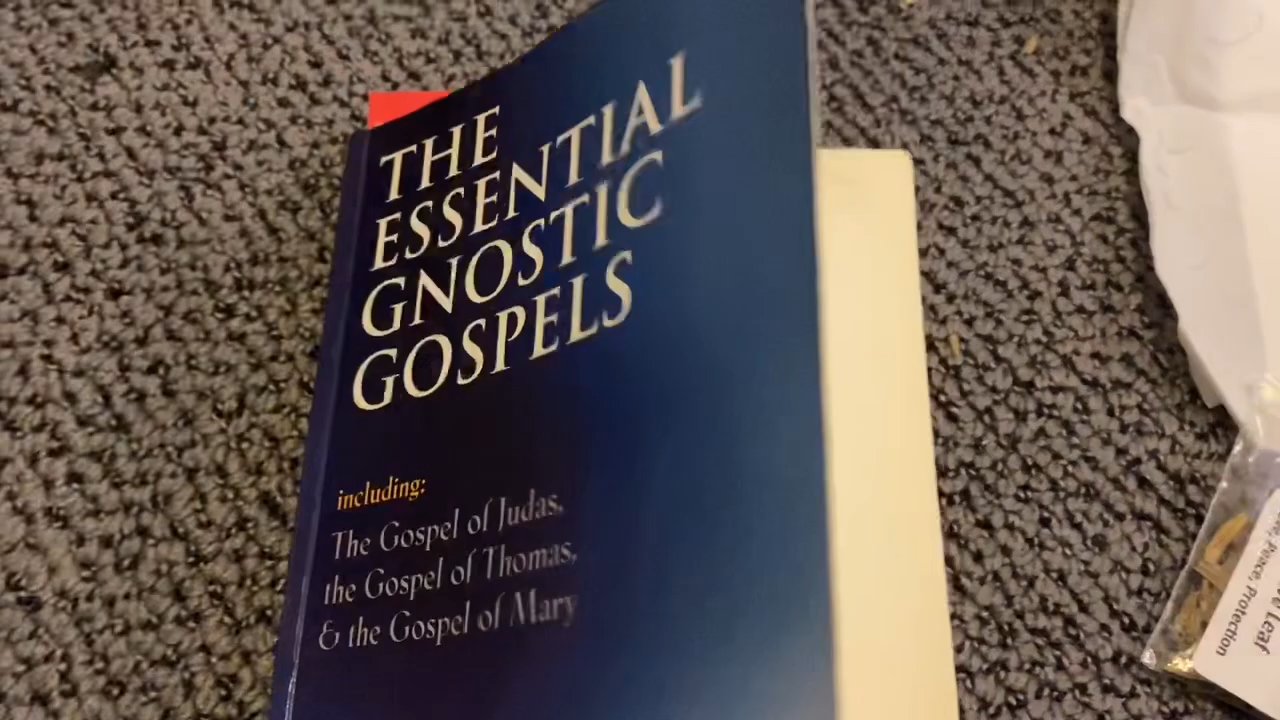 THE
ESSENTIAL
GNOSTIC
GOSPELS
including:
The Gospel of Judas,
the Gospel of Thomas,
& the Gospel of Mary
Peace, Protection
Leaf